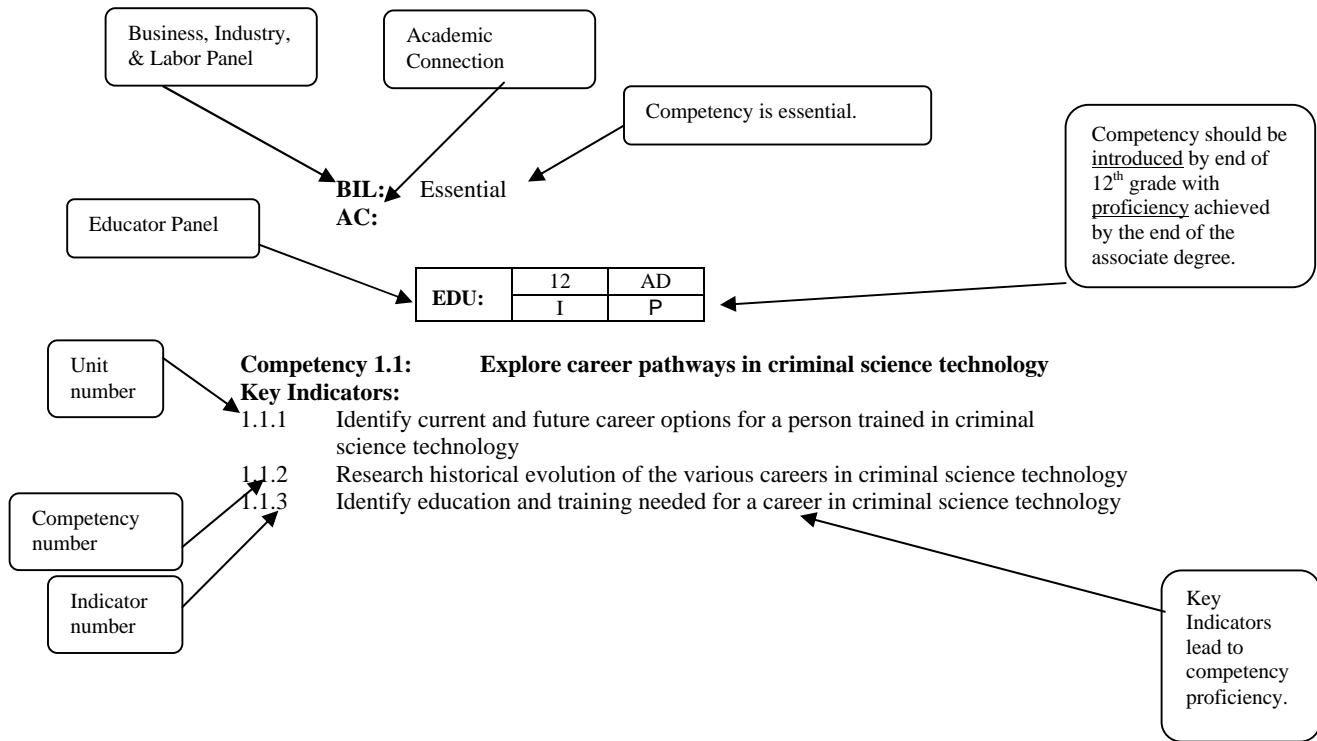 Business, Industry,
& Labor Panel
Academic
Connection
Competency is essential.
Competency should be
introduced by end of
12th grade with
proficiency achieved
by the end of the
associate degree.
BIL: Essential
AC:
Educator Panel
EDU: 12 AD
I P
Unit
number
Competency 1.1: Explore career pathways in criminal science technology
Key Indicators:
1.1.1 Identify current and future career options for a person trained in criminal
science technology
1.1.2 Research historical evolution of the various careers in criminal science technology
1.1.3 Identify education and training needed for a career in criminal science technology
Competency
number
Indicator
number
Key
Indicators
lead to
competency
proficiency.